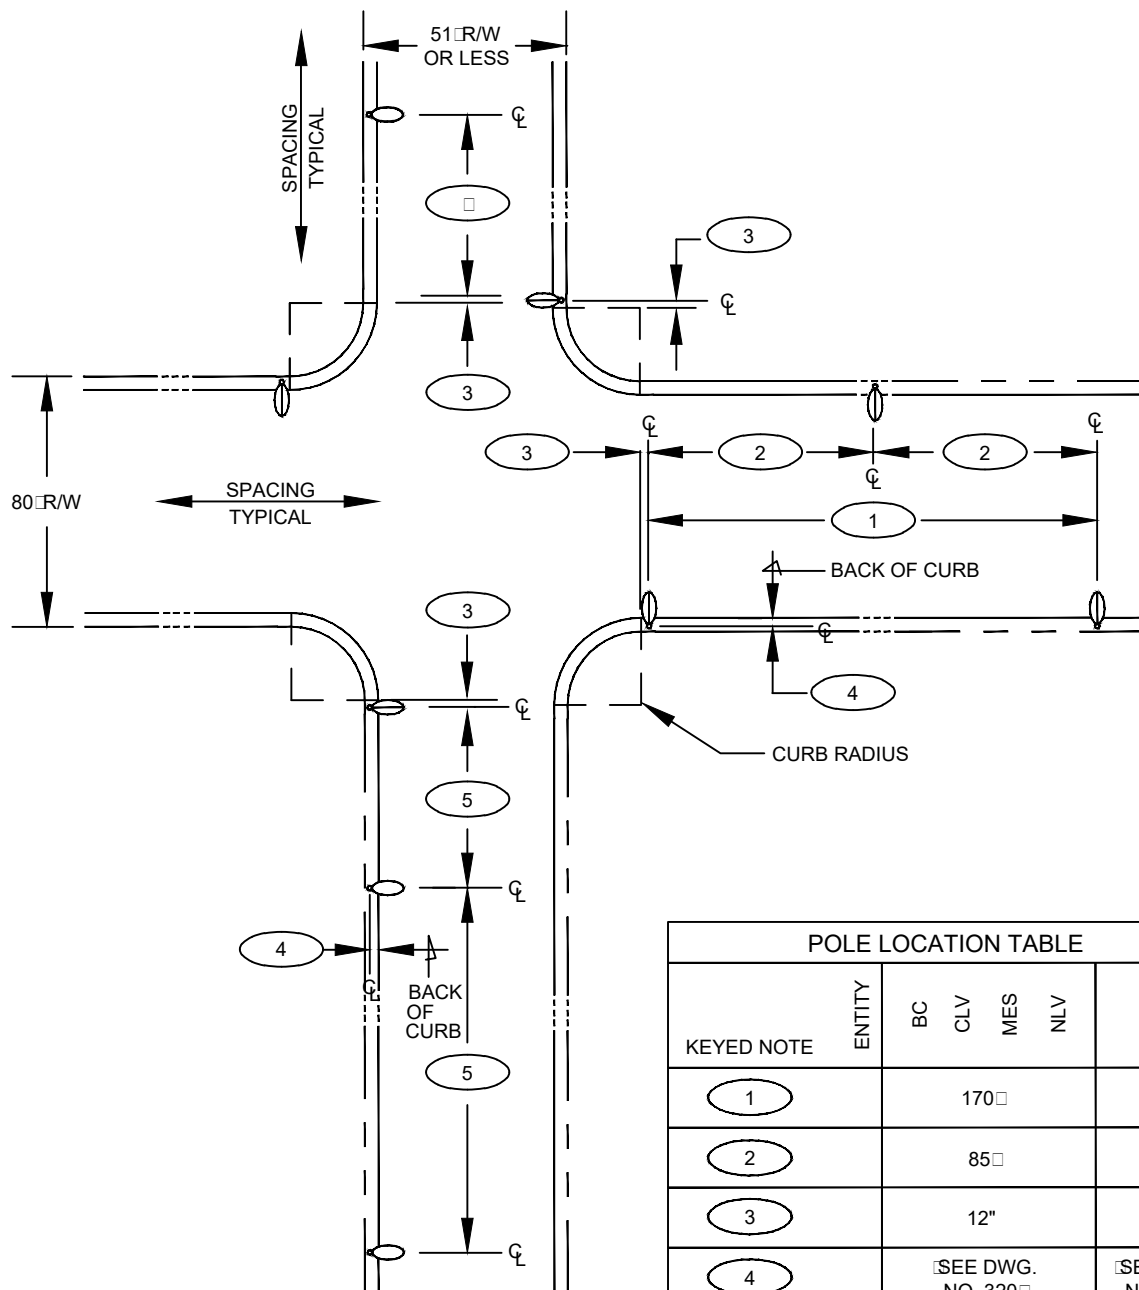 51□R/W
OR LESS
SPACING
TYPICAL
℄
□
3
℄
3
℄
℄
3
2
2
℄
1
80□R/W
SPACING
TYPICAL
BACK OF CURB
3
℄
4
℄
CURB RADIUS
5
℄
4
℄
BACK
OF
CURB
5
℄
POLE LOCATION TABLE
KEYED NOTE
ENTITY
BC
CLV
MES
NLV
1
170□
2
85□
3
12"
4
□SEE DWG.
NO. 320□